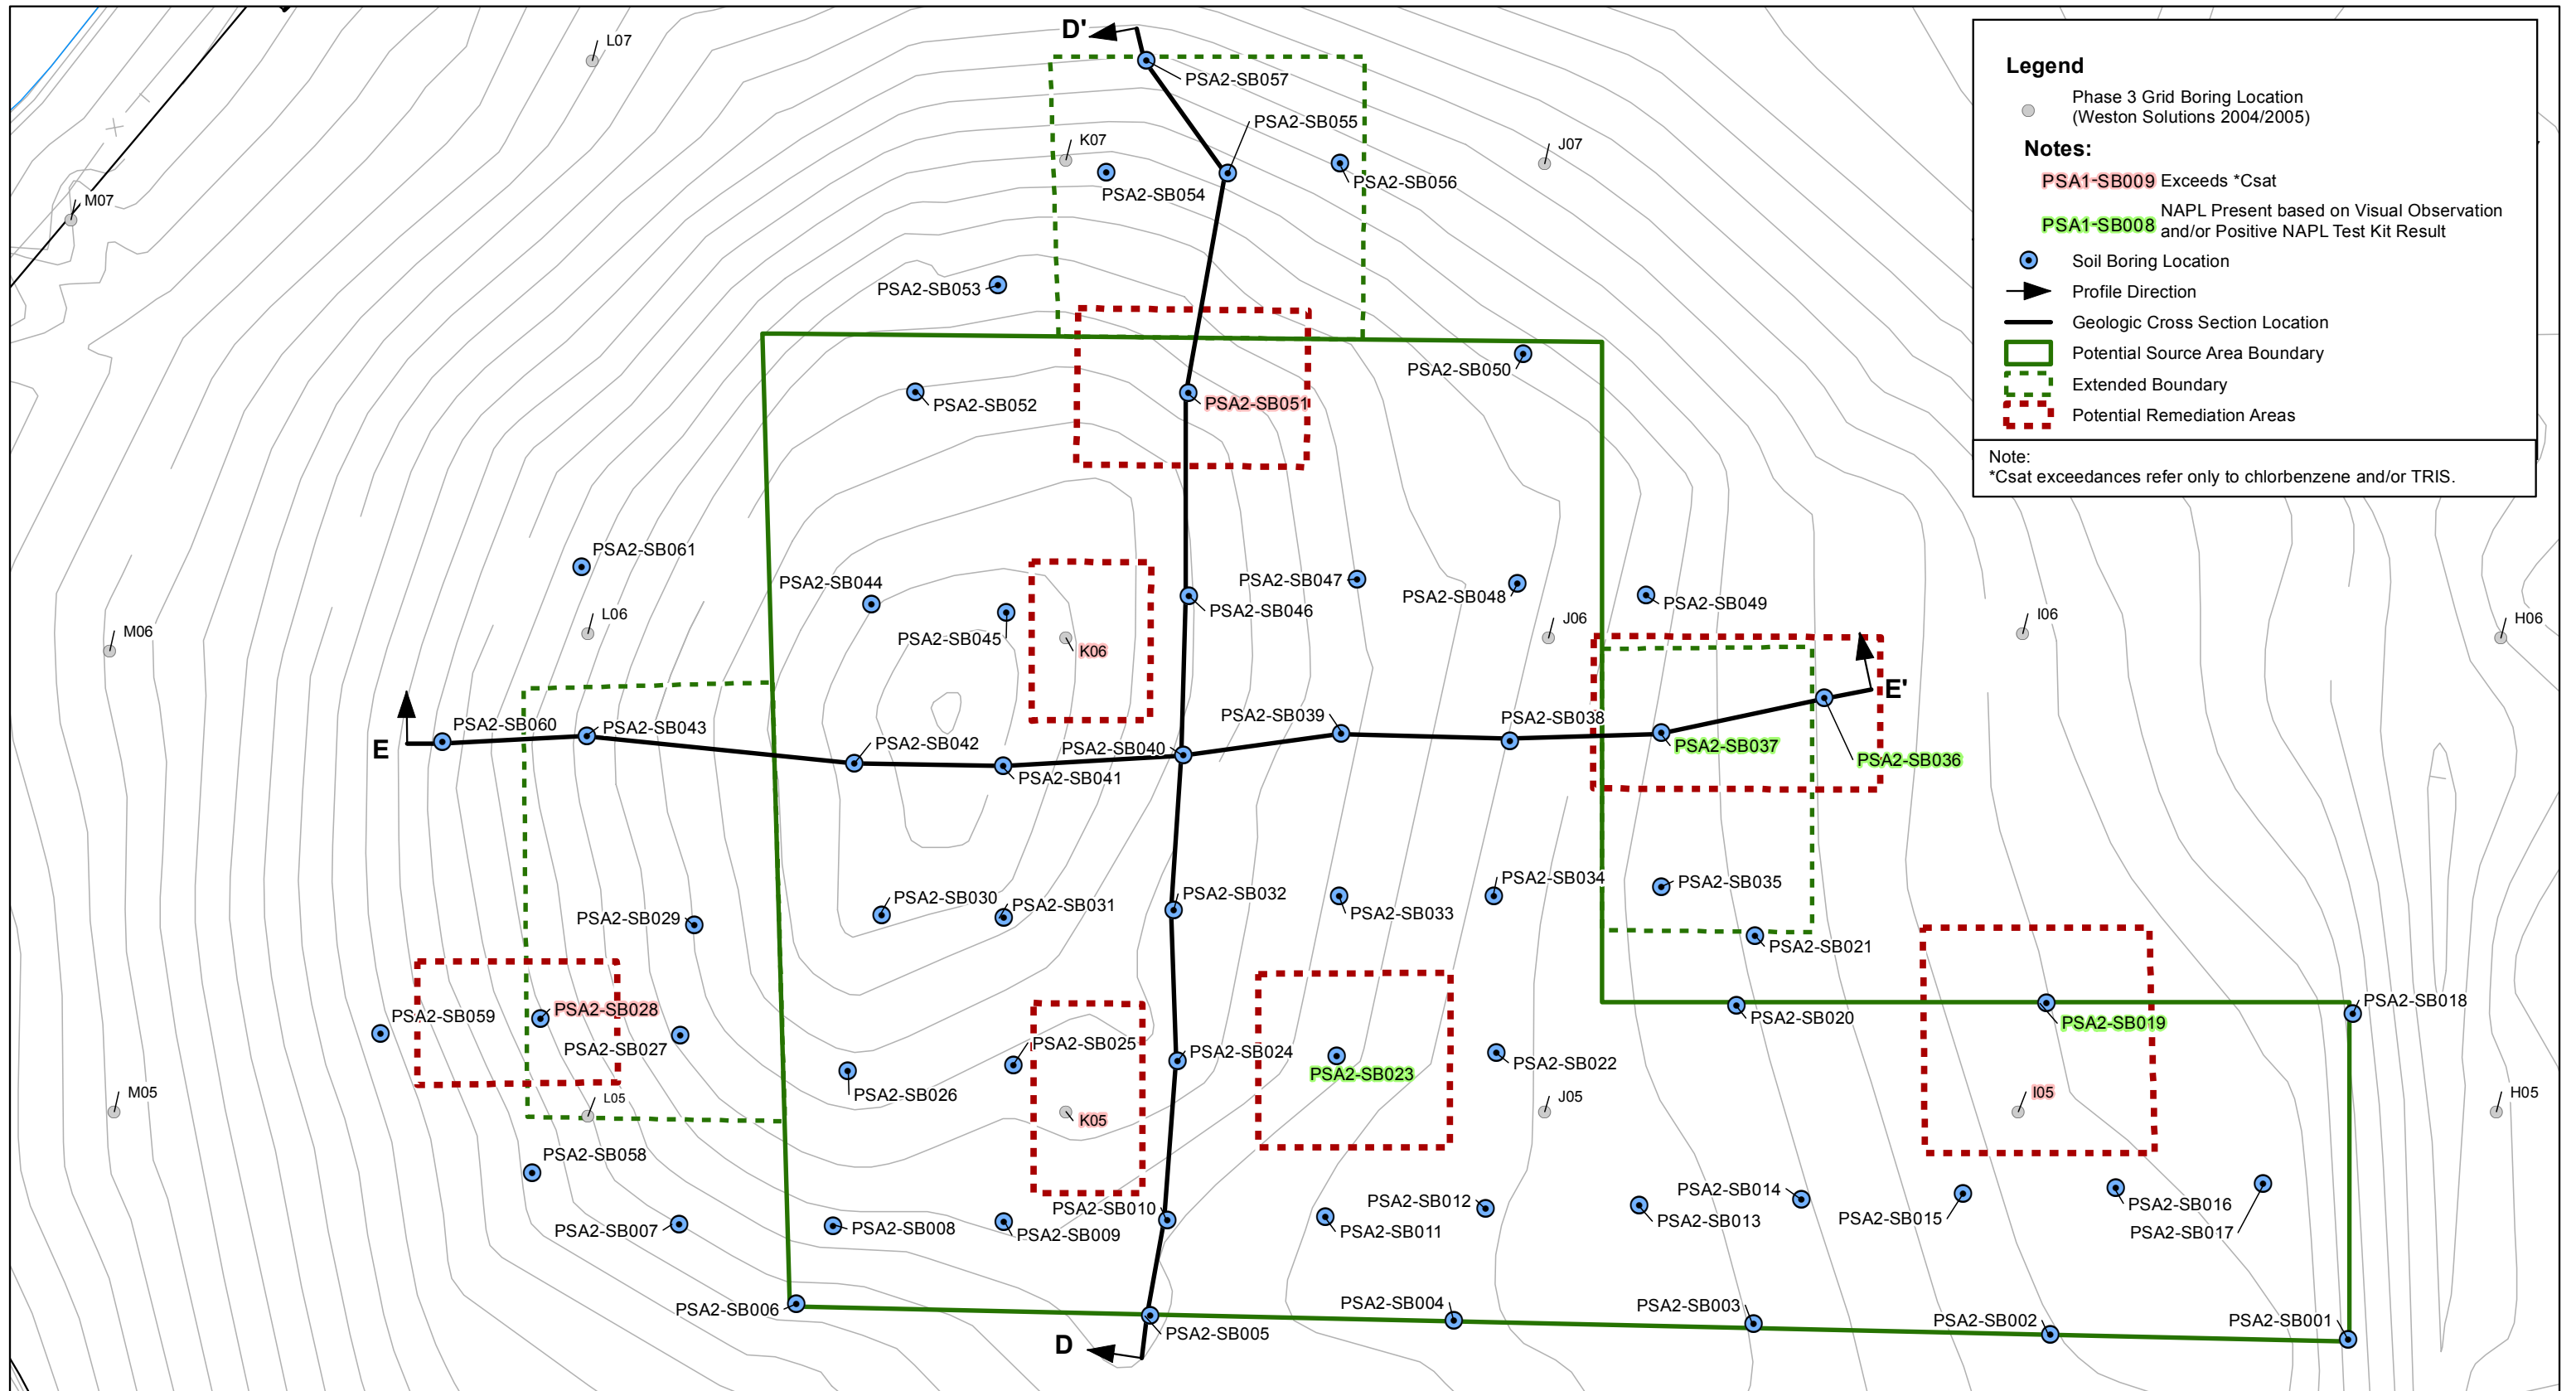 D'
L07
PSA2-SB057
PSA2-SB055
K07
J07
PSA2-SB056
PSA2-SB054
M07
PSA2-SB053
PSA2-SB050
PSA2-SB052
PSA2-SB051
PSA2-SB061
PSA2-SB044
PSA2-SB047
PSA2-SB048
PSA2-SB049
PSA2-SB046
L06
J06
I06
H06
M06
PSA2-SB045
K06
E'
PSA2-SB039
PSA2-SB038
PSA2-SB060
PSA2-SB043
E
PSA2-SB042
PSA2-SB040
PSA2-SB037
PSA2-SB036
PSA2-SB041
PSA2-SB034
PSA2-SB035
PSA2-SB030
PSA2-SB031
PSA2-SB032
PSA2-SB033
PSA2-SB029
PSA2-SB021
PSA2-SB018
PSA2-SB059
PSA2-SB028
PSA2-SB020
PSA2-SB019
PSA2-SB027
PSA2-SB025
PSA2-SB024
PSA2-SB022
PSA2-SB023
PSA2-SB026
M05
L05
K05
J05
I05
H05
PSA2-SB058
PSA2-SB014
PSA2-SB012
PSA2-SB016
PSA2-SB010
PSA2-SB015
PSA2-SB013
PSA2-SB007
PSA2-SB008
PSA2-SB009
PSA2-SB011
PSA2-SB017
PSA2-SB006
PSA2-SB004
PSA2-SB003
PSA2-SB002
PSA2-SB001
PSA2-SB005
D
Legend
Phase 3 Grid Boring Location
(Weston Solutions 2004/2005)
Notes:
PSA1-SB009 Exceeds *Csat
PSA1-SB008 NAPL Present based on Visual Observation
and/or Positive NAPL Test Kit Result
Soil Boring Location
Profile Direction
Geologic Cross Section Location
Potential Source Area Boundary
Extended Boundary
Potential Remediation Areas
Note:
*Csat exceedances refer only to chlorbenzene and/or TRIS.